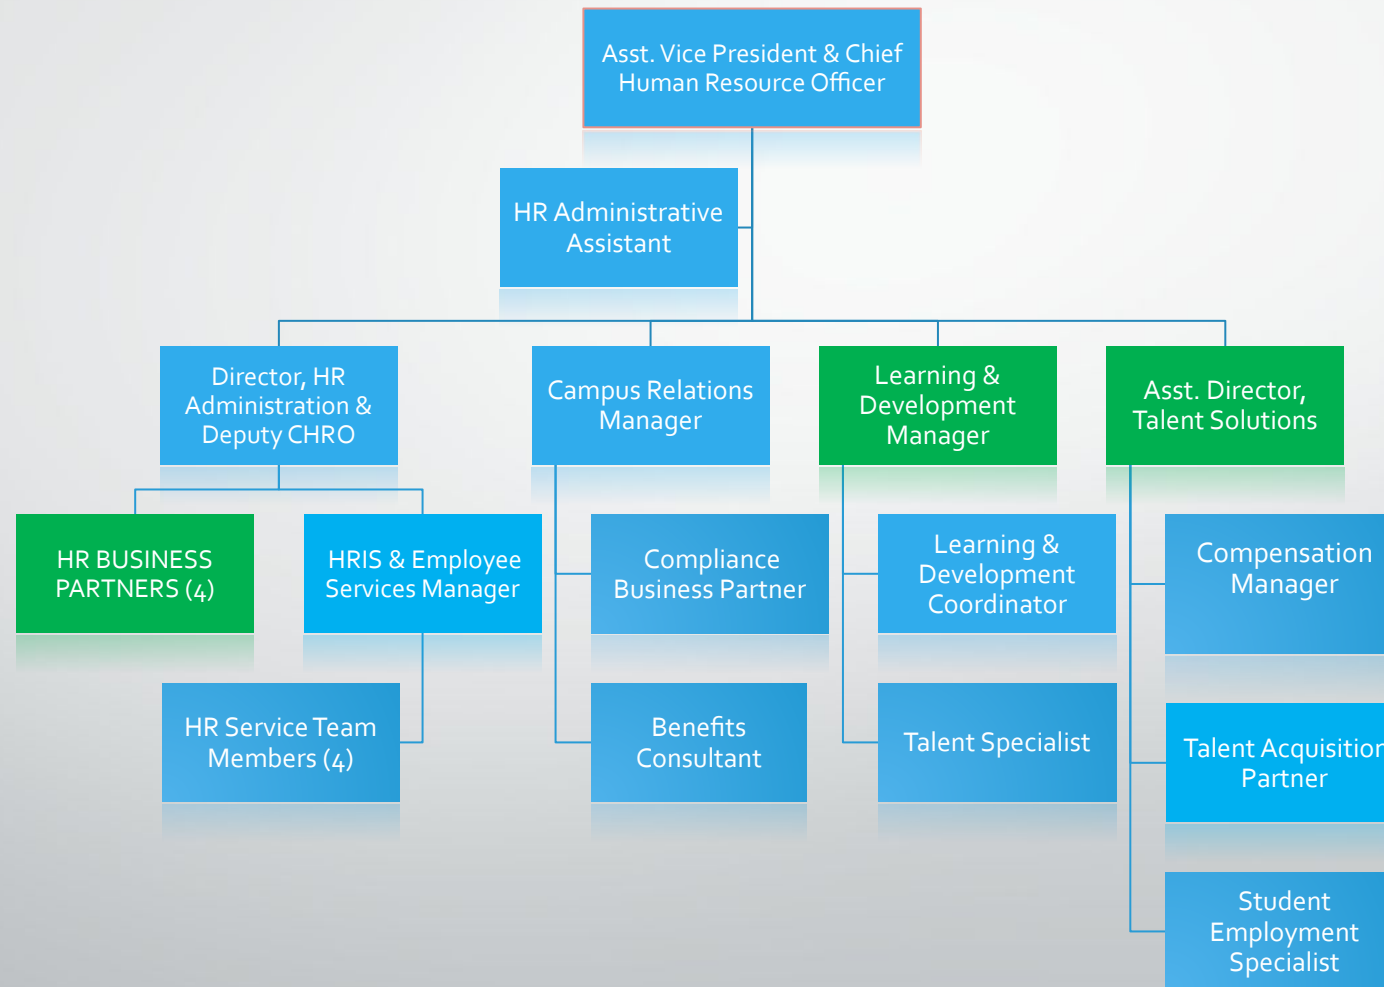 Asst. Vice President & Chief
Human Resource Officer
HR Administrative
Assistant
Director, HR
Administration &
Deputy CHRO
Campus Relations
Manager
Learning &
Development
Manager
Asst. Director,
Talent Solutions
HR BUSINESS
PARTNERS (4)
HRIS & Employee
Services Manager
Compliance
Business Partner
Learning &
Development
Coordinator
Compensation
Manager
HR Service Team
Members (4)
Benefits
Consultant
Talent Specialist
Talent Acquisition
Partner
Student
Employment
Specialist